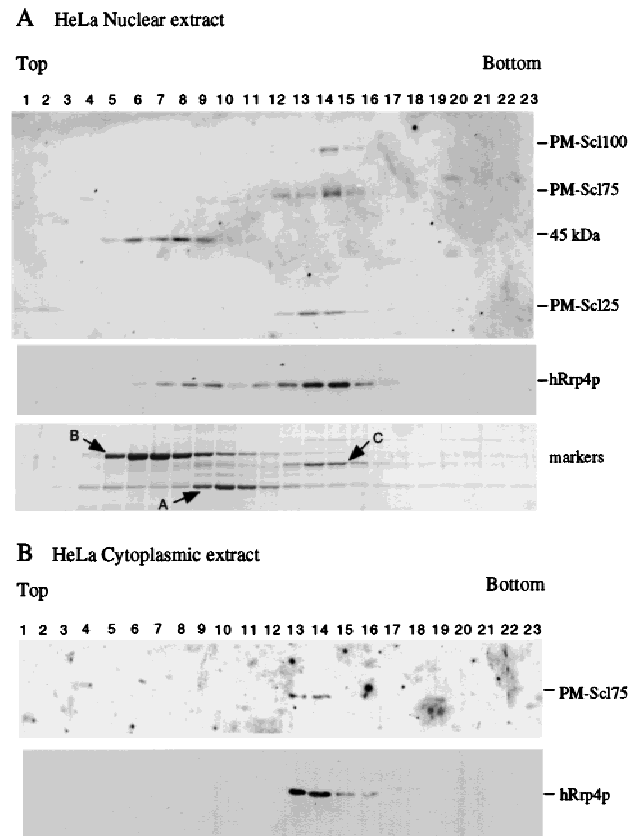 A HeLa Nuclear extract
Top Bottom
1 2 3 4 5 6 7 8 9 10 11 12 13 14 15 16 17 18 19 20 21 22 23
PM-Scl100
PM-Scl75
45 kDa
PM-Scl25
hRrp4p
B
C
markers
A
B HeLa Cytoplasmic extract
Top Bottom
1 2 3 4 5 6 7 8 9 10 11 12 13 14 15 16 17 18 19 20 21 22 23
PM-Scl75
hRrp4p